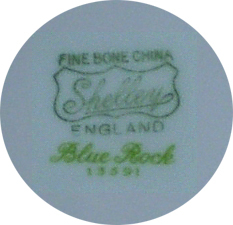 FINE BONE CHINA
Shelley
ENGLAND
Blue Rock
13591